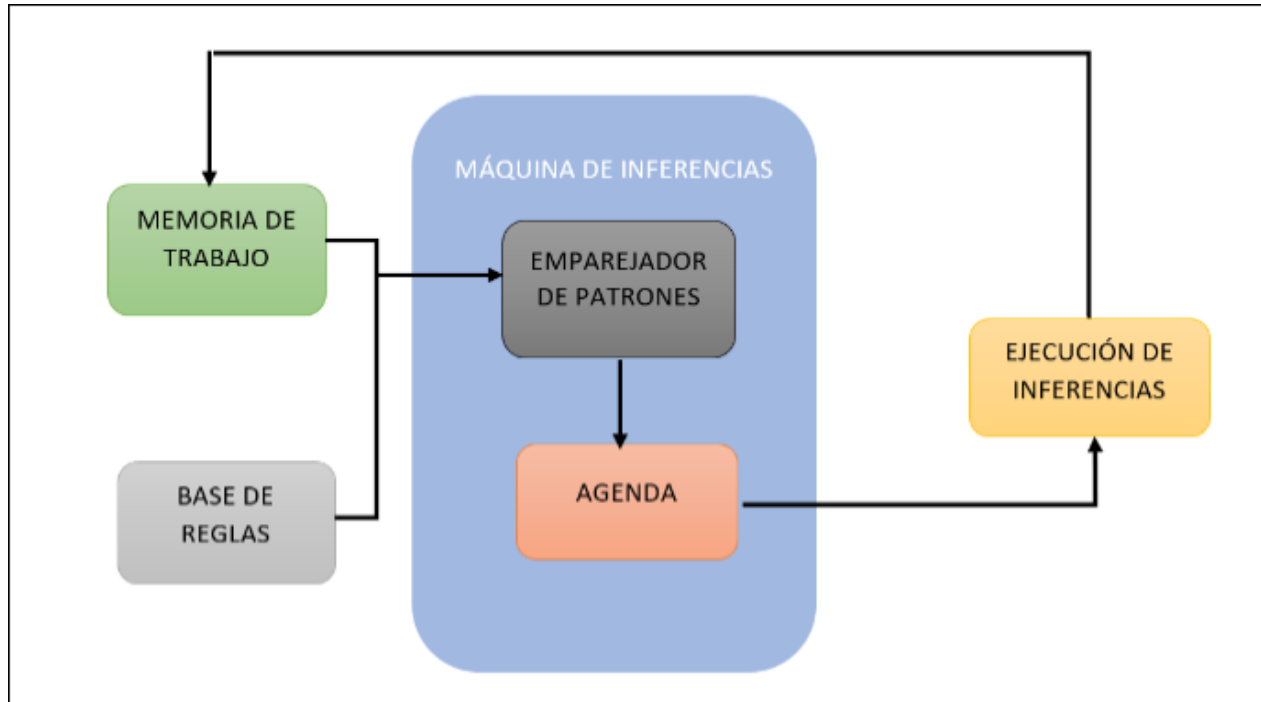 MÁQUINA DE INFERENCIAS
MEMORIA DE
TRABAJO
EMPAREJADOR
DE PATRONES
EJECUCIÓN DE
INFERENCIAS
BASE DE
REGLAS
AGENDA